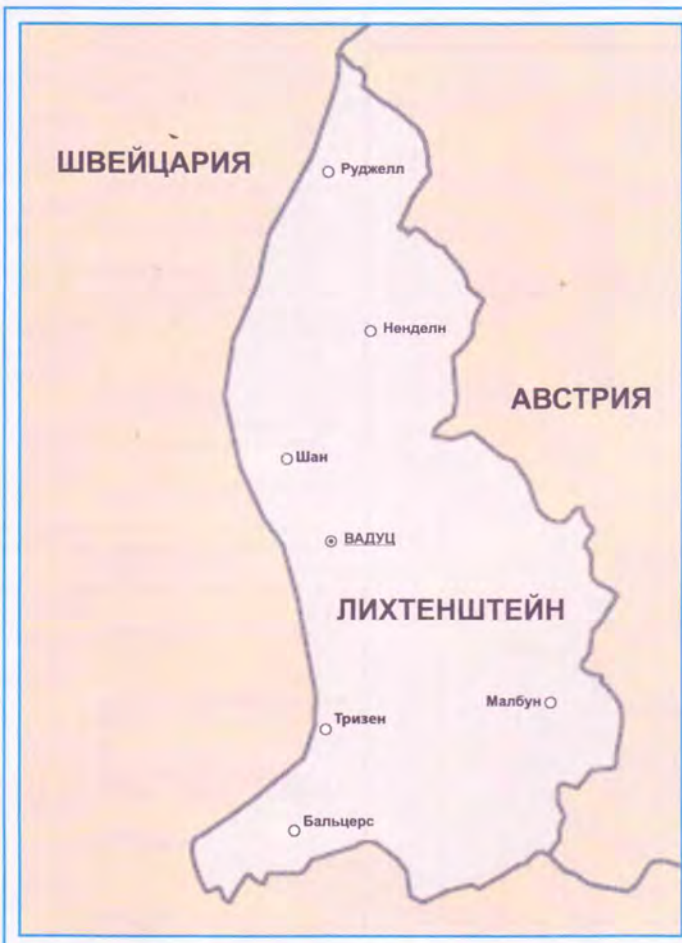 ШВЕЙЦАРИЯ
Руджелл
Ненделн
АВСТРИЯ
Шан
ВАДУЦ
ЛИХТЕНШТЕЙН
Малбун
Тризен
Бальцерс